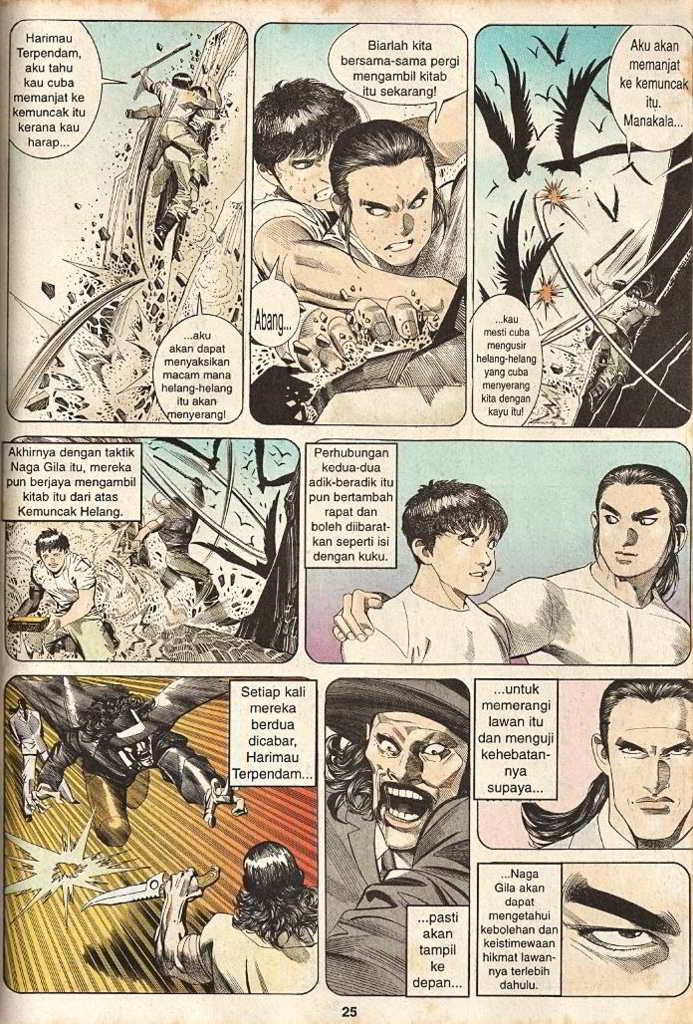 Harimau
Terpendam,
aku tahu
kau cuba
memanjat ke
kemuncak itu
kerana kau
harap...
...aku
akan dapat
menyaksikan
macam mana
helang-helang
itu akan
menyerang!
Biarlah kita
bersama-sama pergi
mengambil kitab
itu sekarang!
Abang...
Aku akan
memanjat
ke kemuncak
itu.
Manakala...
...kau
mesti cuba
mengusir
helang-helang
yang cuba
menyerang
kita dengan
kayu itu!
Akhirnya dengan taktik
Naga Gila itu, mereka
pun berjaya mengambil
kitab itu dari atas
Kemuncak Helang.
Perhubungan
kedua-dua
adik-beradik itu
pun bertambah
rapat dan
boleh diibarat-
kan seperti isi
dengan kuku.
Setiap kali
mereka
berdua
dicabar,
Harimau
Terpendam...
...pasti
akan
tampil
ke
depan...
...untuk
memerangi
lawan itu
dan menguji
kehebatan-
nya
supaya...
...Naga
Gila akan
dapat
mengetahui
kebolehan dan
keistimewaan
hikmat lawan-
nya terlebih
dahulu.
25